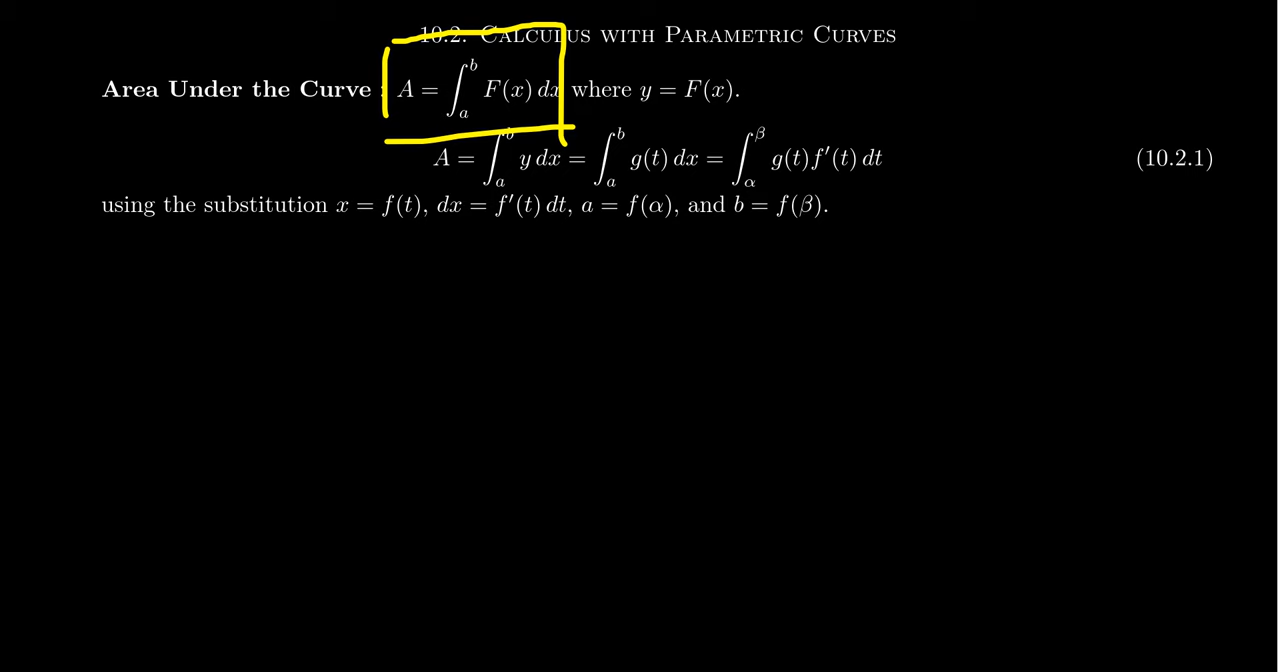 10.2. CALCULUS WITH PARAMETRIC CURVES
Area Under the Curve : A = ∫_a^b F(x) dx where y = F(x).
A = ∫_a^b y dx = ∫_a^b g(t) dx = ∫_α^β g(t)f′(t) dt (10.2.1)
using the substitution x = f(t), dx = f′(t) dt, a = f(α), and b = f(β).